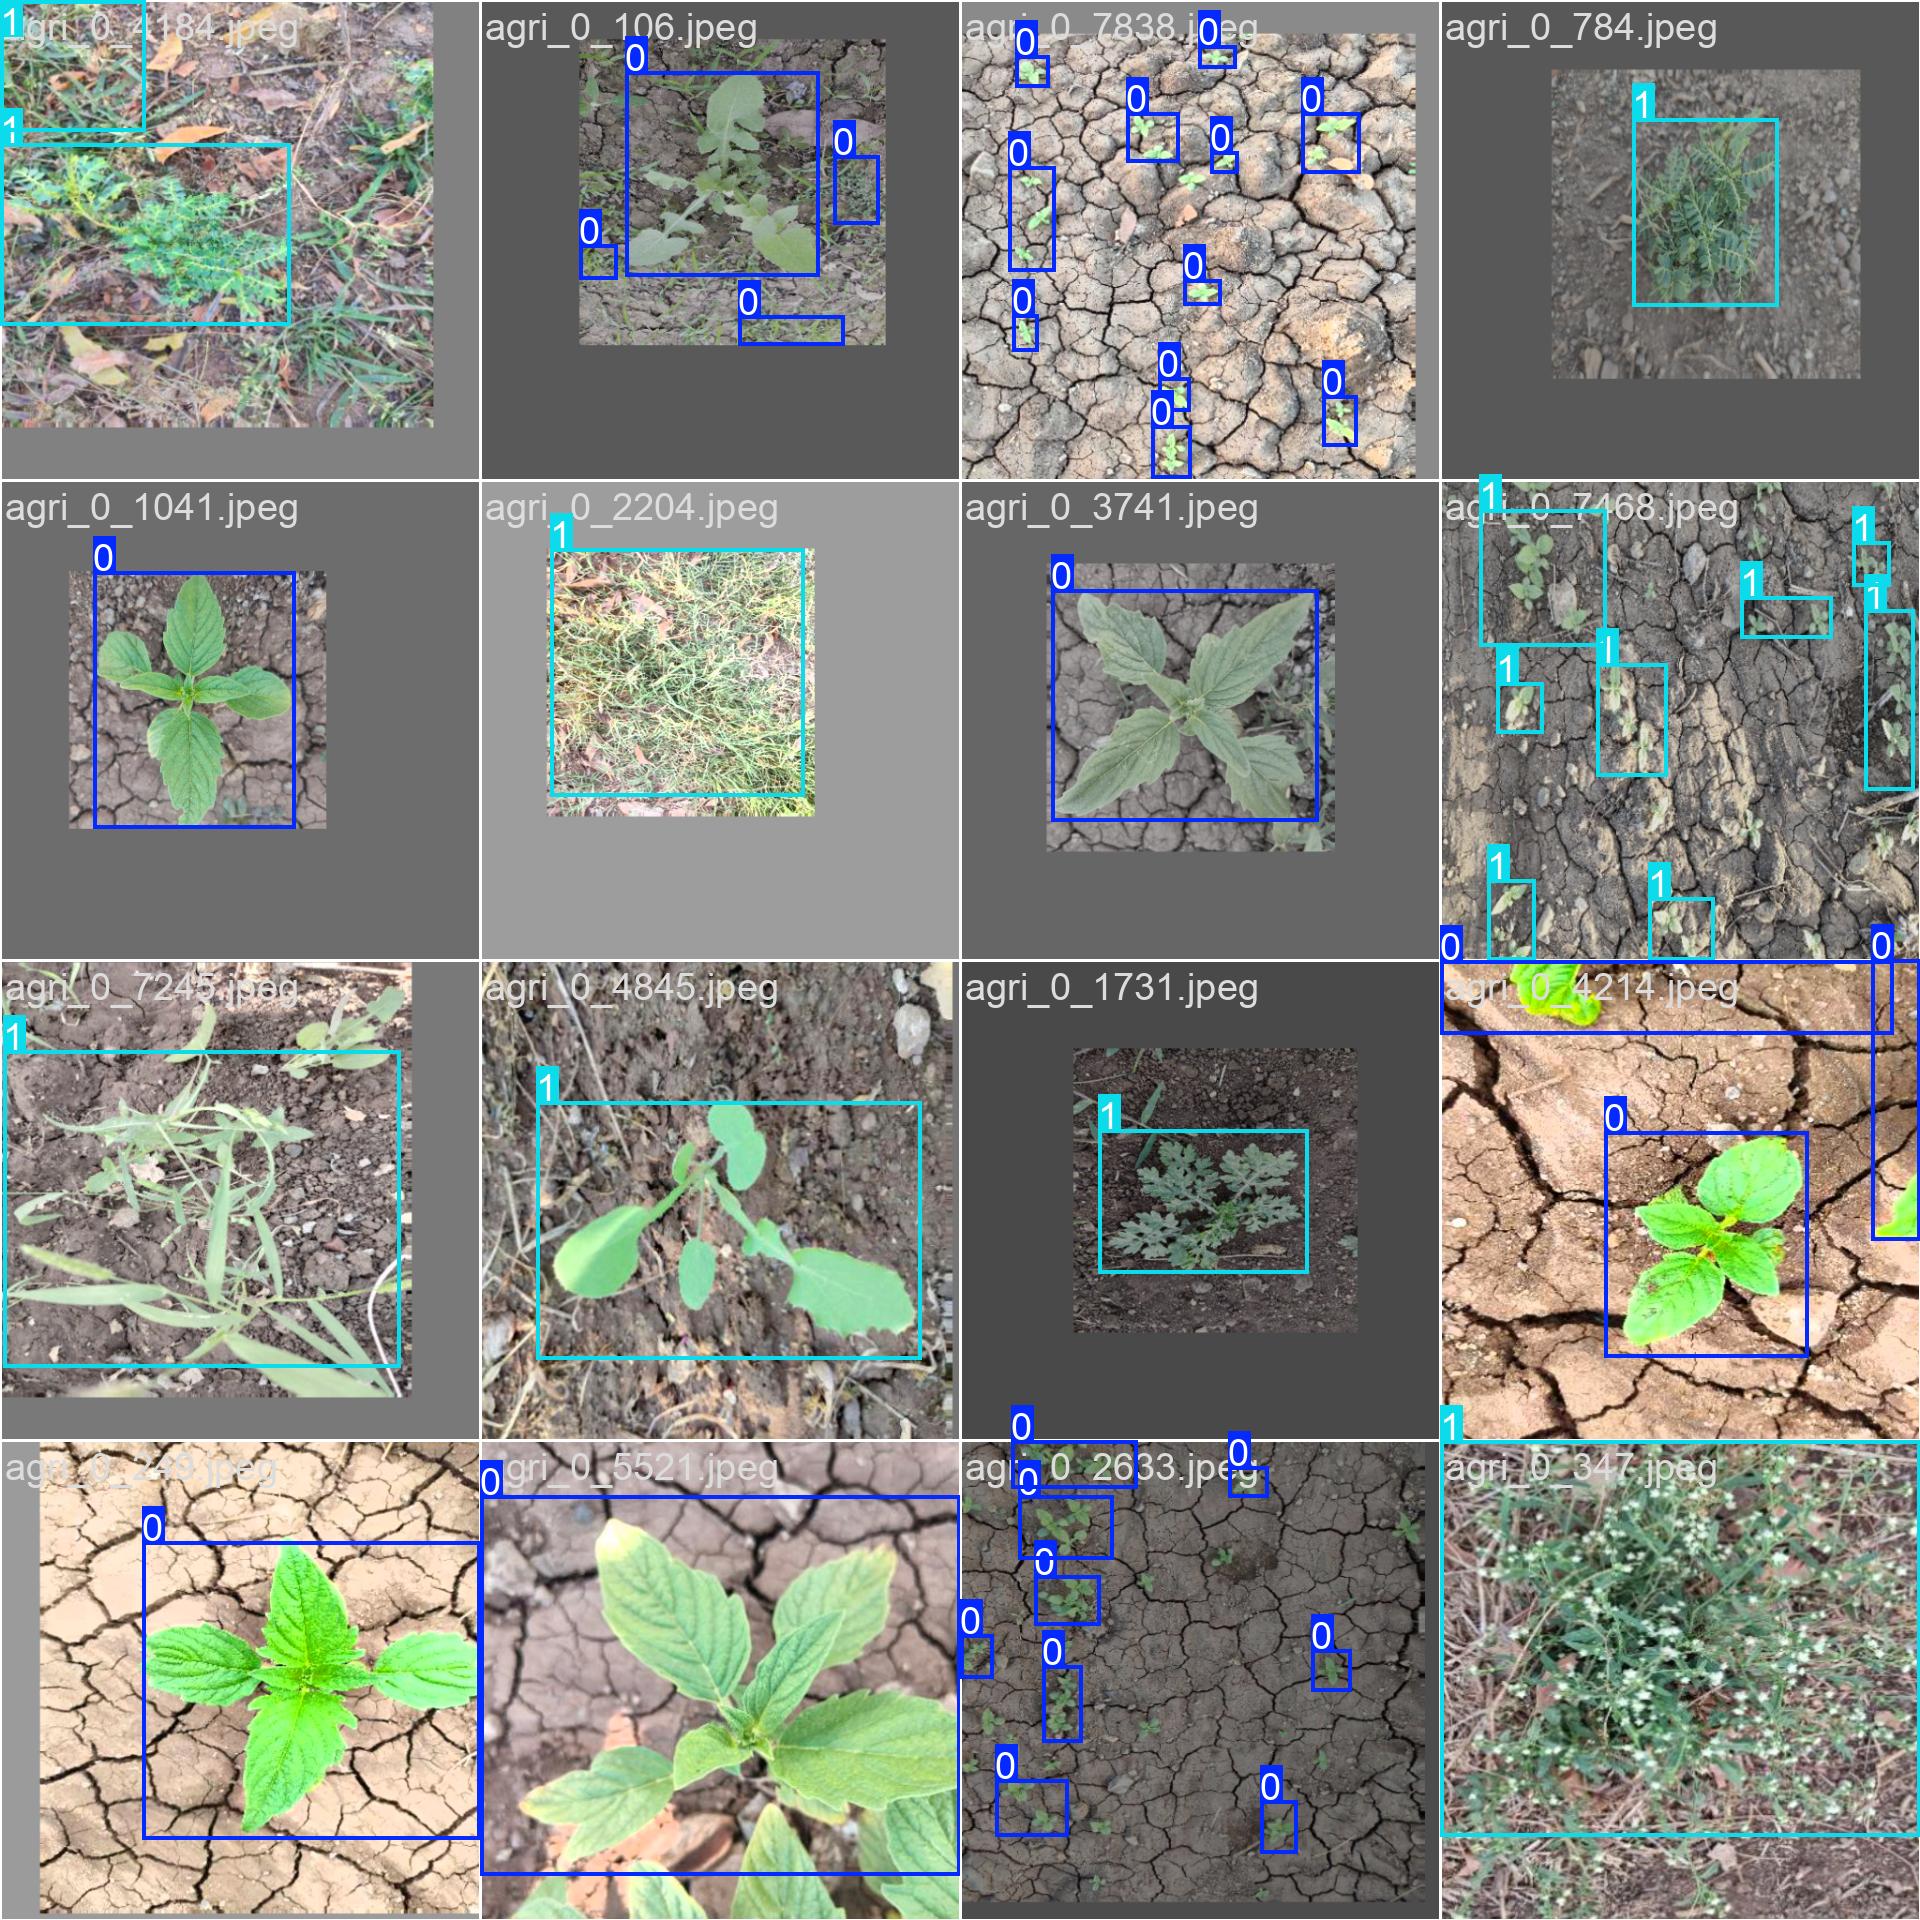 1
agri_0_4184.jpeg
1
agri_0_106.jpeg
0
0
0
0
agri_0_7838.jpeg
0
0
0
0
0
0
0
0
0
0
0
agri_0_784.jpeg
1
agri_0_1041.jpeg
0
agri_0_2204.jpeg
1
agri_0_3741.jpeg
0
1
agri_0_7468.jpeg
1
1
1
1
1
1
1
agri_0_7245.jpeg
1
agri_0_4845.jpeg
1
agri_0_1731.jpeg
1
0
0
agri_0_4214.jpeg
0
agri_0_249.jpeg
0
agri_0_5521.jpeg
0
0
0
agri_0_2633.jpeg
0
0
0
0
0
0
0
1
agri_0_347.jpeg